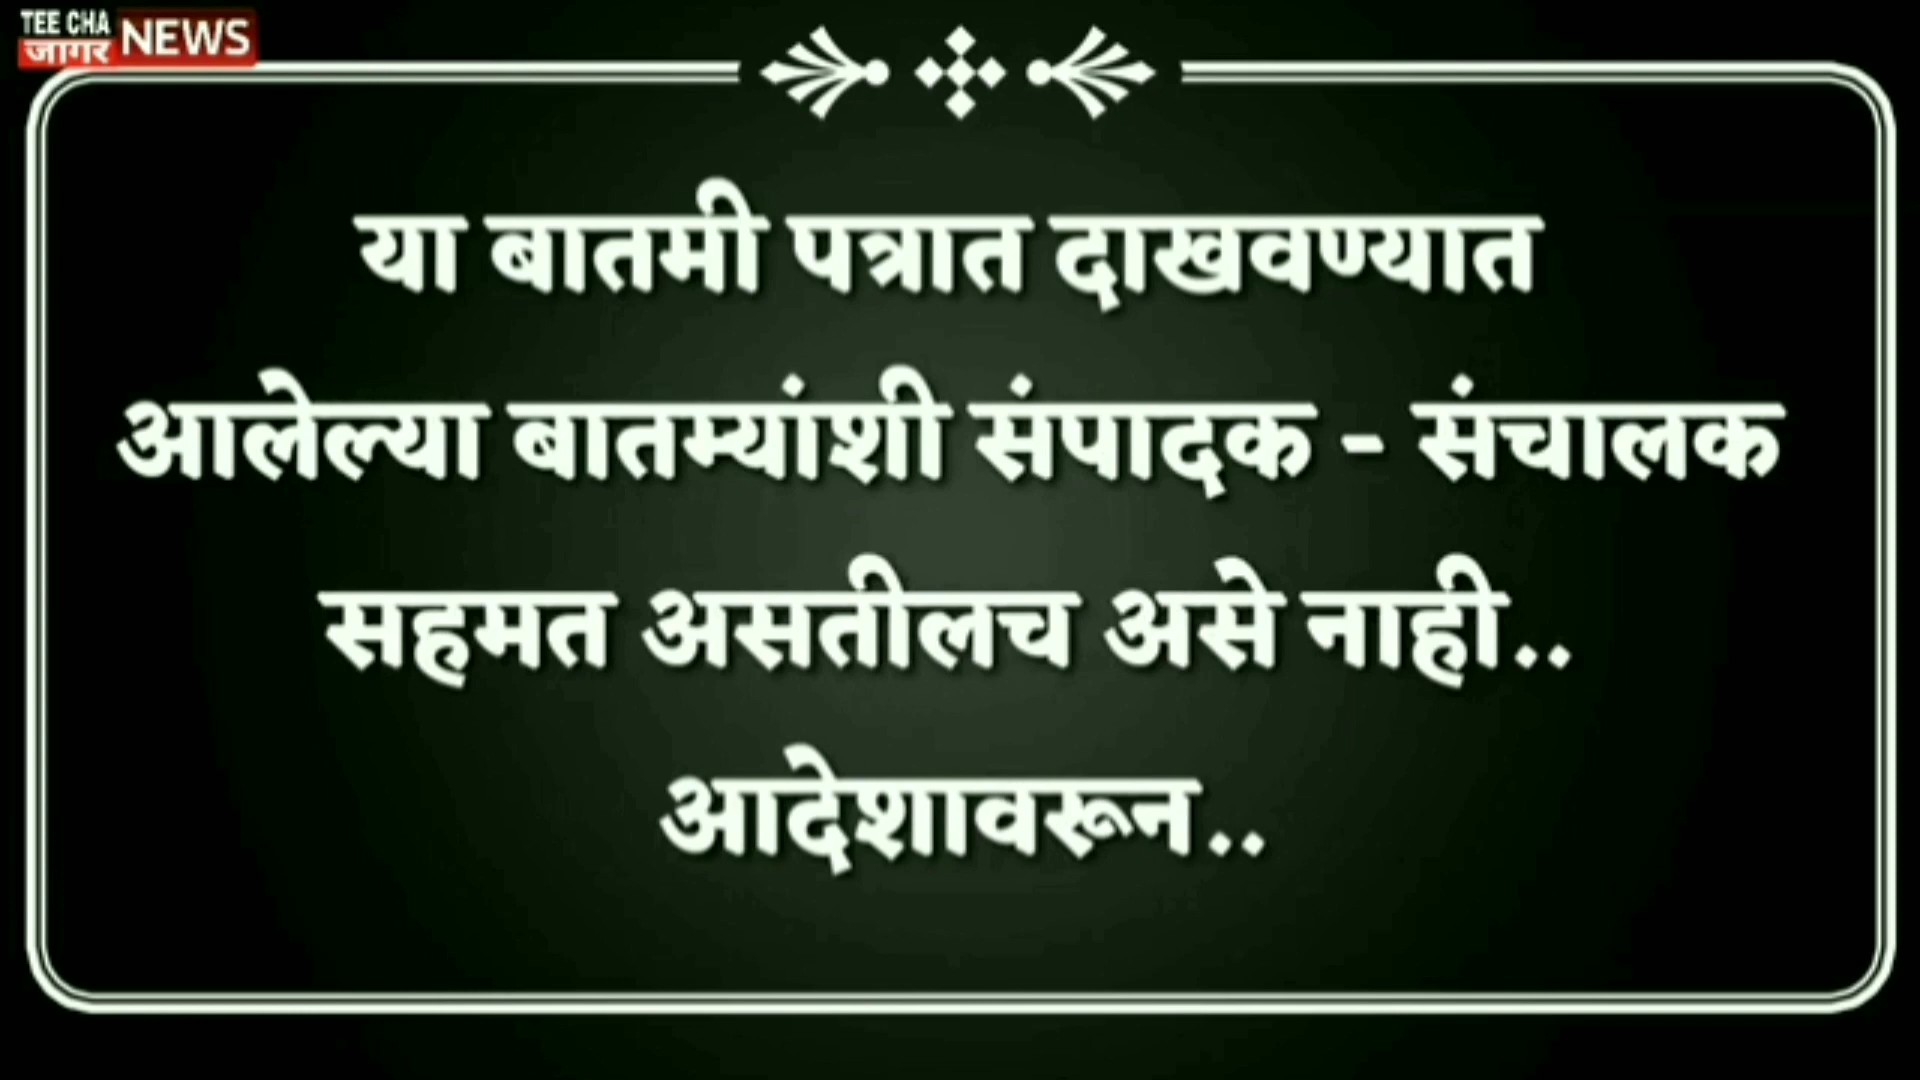 TEE CHA
जागर NEWS
या बातमी पत्रात दाखवण्यात
आलेल्या बातम्यांशी संपादक - संचालक
सहमत असतीलच असे नाही..
आदेशावरून..